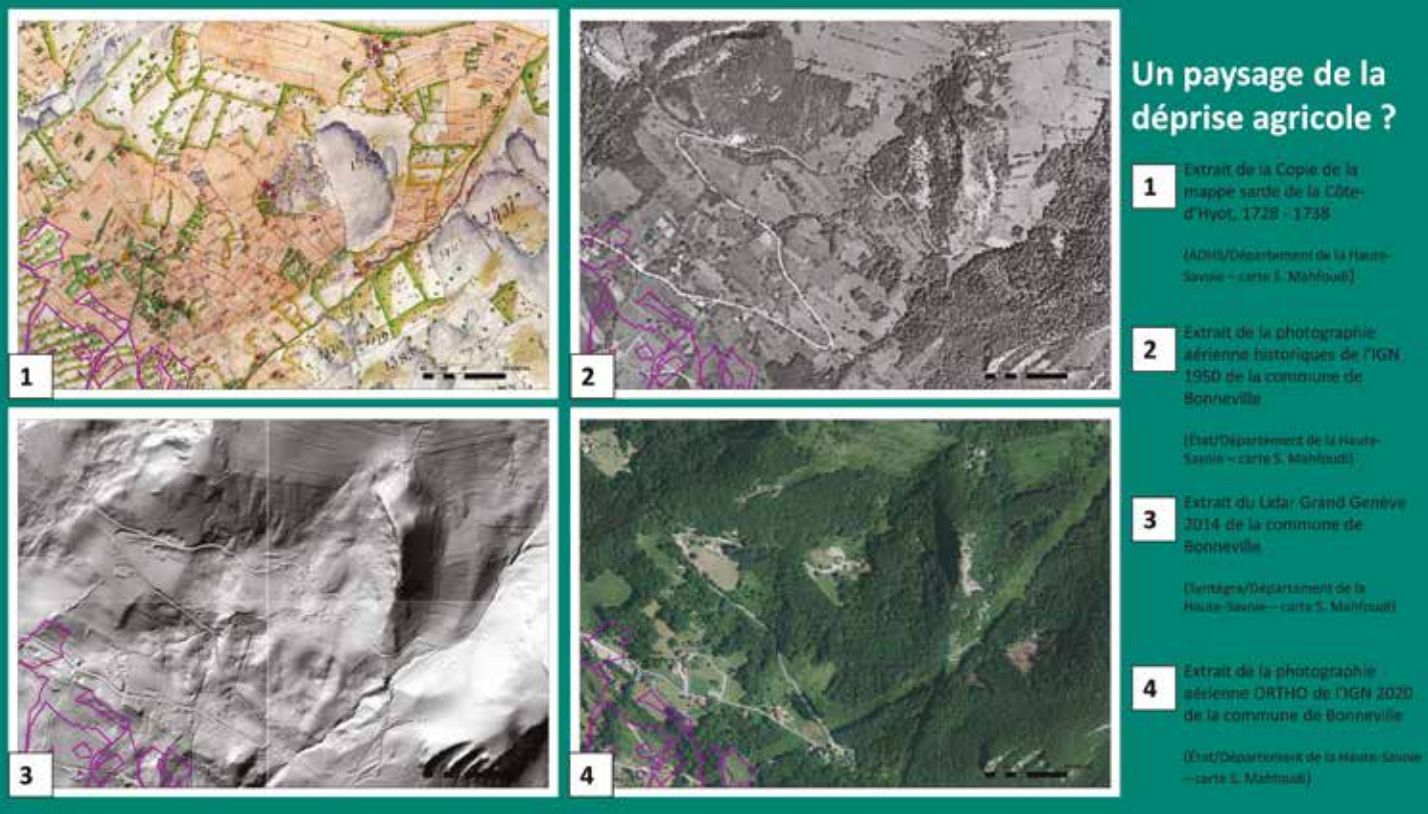 Un paysage de la
déprise agricole ?
1
Extrait de la Copie de la
mappe sarde de la Côte-
d'Hyot, 1728 - 1738
(ADHS/Département de la Haute-
Savoie – carte S. Mahfoudi)
2
Extrait de la photographie
aérienne historiques de l'IGN
1950 de la commune de
Bonneville
(État/Département de la Haute-
Savoie – carte S. Mahfoudi)
3
Extrait du Lidar Grand Genève
2014 de la commune de
Bonneville
(Syntegra/Département de la
Haute-Savoie – carte S. Mahfoudi)
4
Extrait de la photographie
aérienne ORTHO de l'IGN 2020
de la commune de Bonneville
(État/Département de la Haute-Savoie
– carte S. Mahfoudi)
1
2
3
4